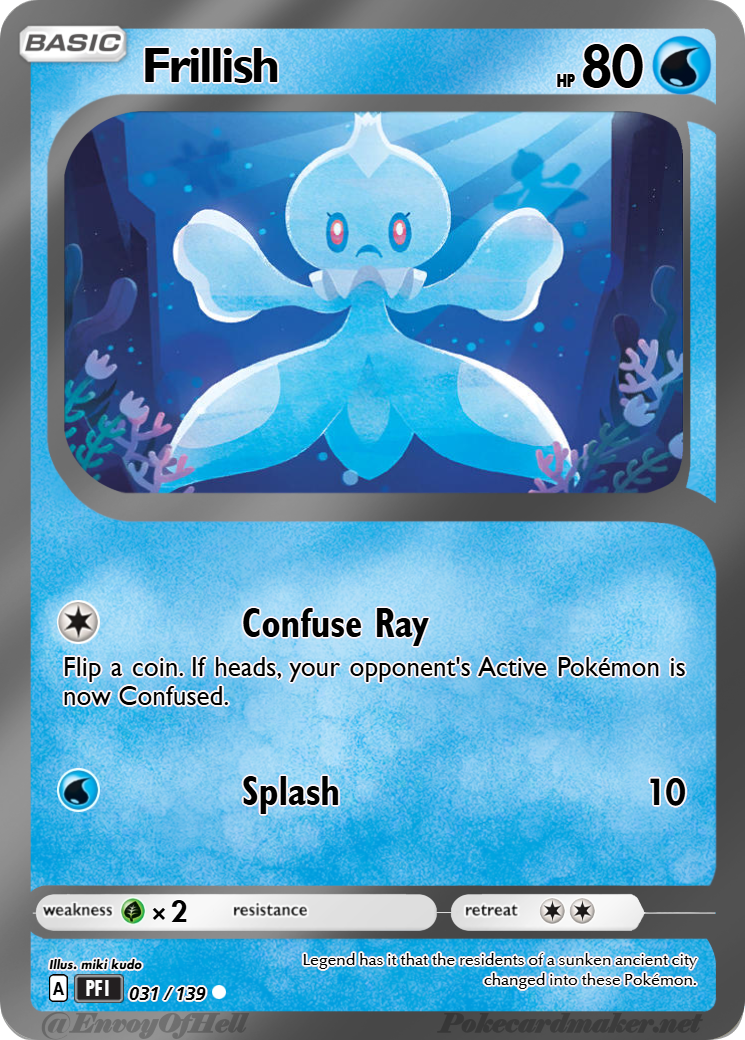 BASIC
Frillish
HP 80
Confuse Ray
Flip a coin. If heads, your opponent's Active Pokémon is
now Confused.
Splash 10
weakness × 2 resistance retreat
Illus. miki kudo
Legend has it that the residents of a sunken ancient city
changed into these Pokémon.
A PFI 031 / 139
@EnvoyOfHell Pokecardmaker.net